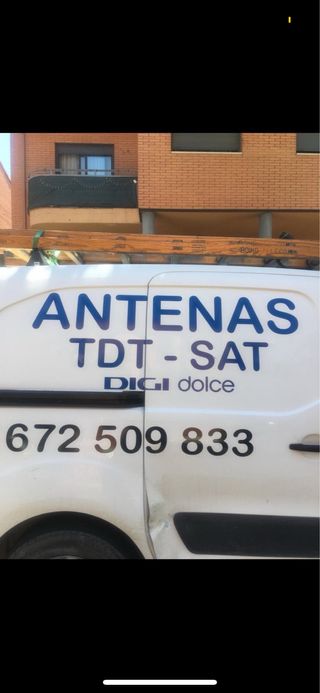 ANTENAS
TDT - SAT
DIGI dolce
672 509 833